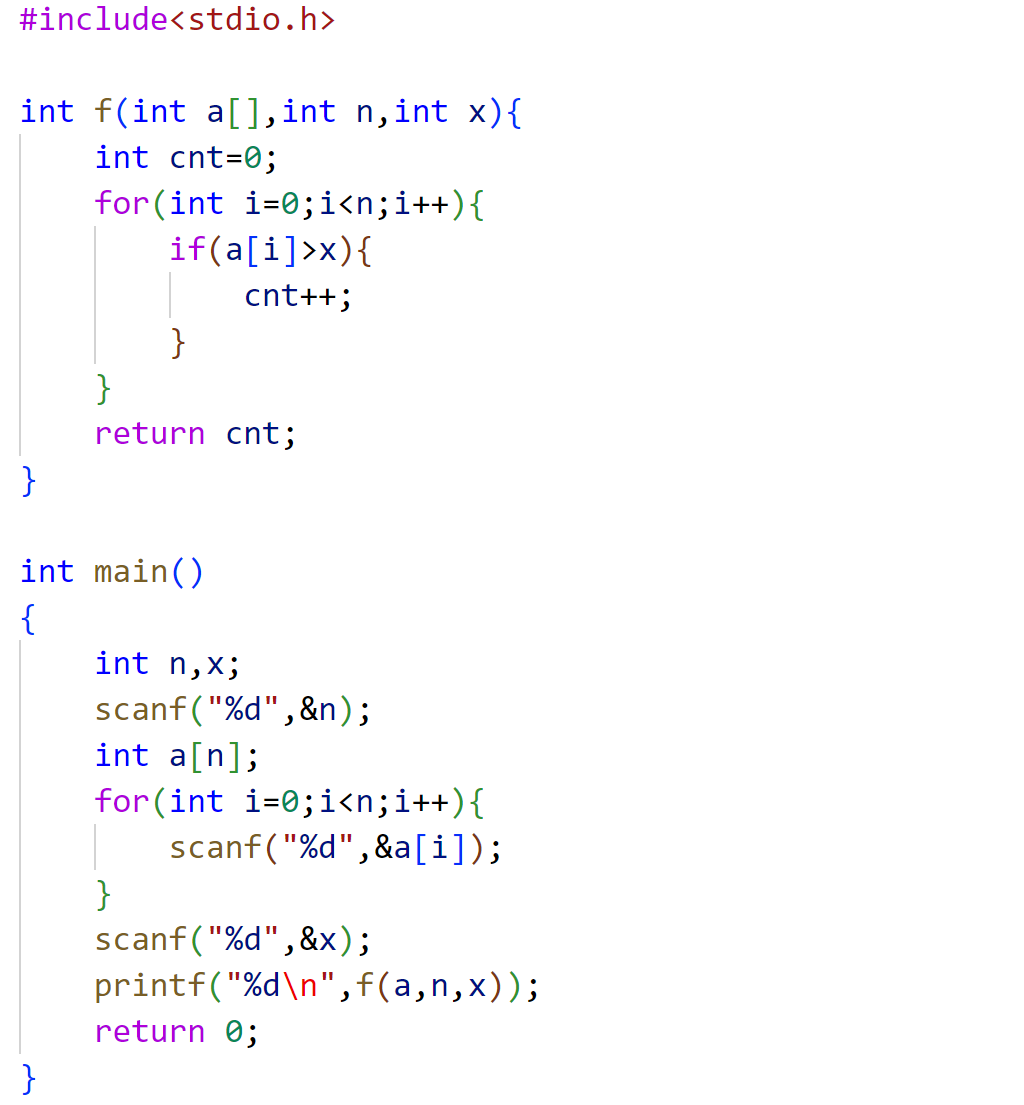 #include<stdio.h>

int f(int a[],int n,int x){
    int cnt=0;
    for(int i=0;i<n;i++){
        if(a[i]>x){
            cnt++;
        }
    }
    return cnt;
}

int main()
{
    int n,x;
    scanf("%d",&n);
    int a[n];
    for(int i=0;i<n;i++){
        scanf("%d",&a[i]);
    }
    scanf("%d",&x);
    printf("%d\n",f(a,n,x));
    return 0;
}